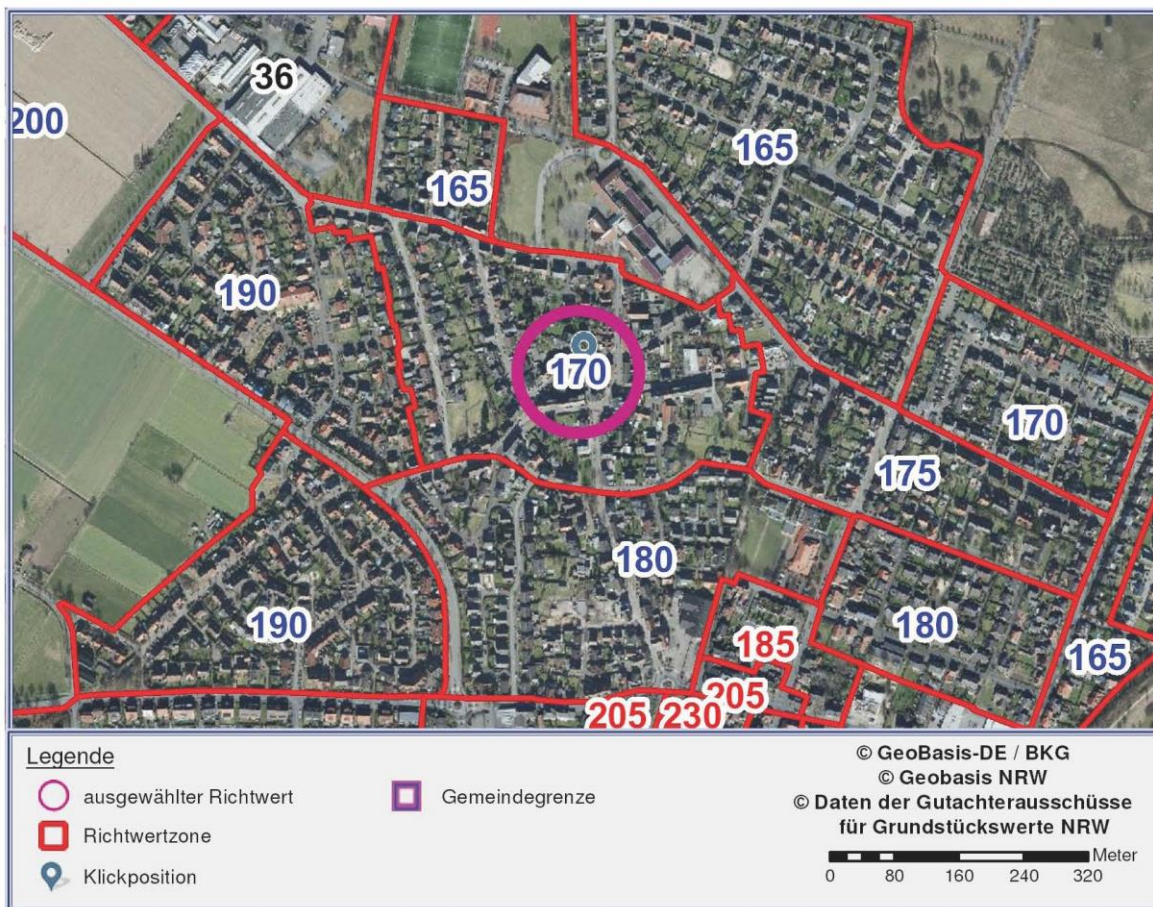 36
200
165
165
190
170
170
175
180
190
180
185
165
205
205
230
Legende
ausgewählter Richtwert
Gemeindegrenze
Richtwertzone
Klickposition
© GeoBasis-DE / BKG
© Geobasis NRW
© Daten der Gutachterausschüsse
für Grundstückswerte NRW
Meter
0 80 160 240 320